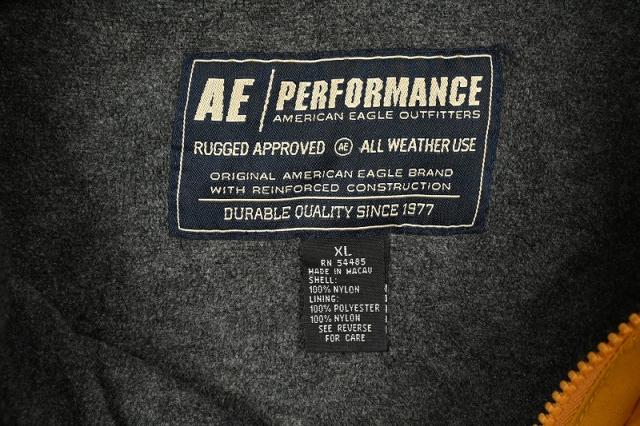 AE PERFORMANCE
AMERICAN EAGLE OUTFITTERS
RUGGED APPROVED AE ALL WEATHER USE
ORIGINAL AMERICAN EAGLE BRAND
WITH REINFORCED CONSTRUCTION
DURABLE QUALITY SINCE 1977
XL
RN 54485
MADE IN MACAU
SHELL:
100% NYLON
LINING:
100% POLYESTER
100% NYLON
SEE REVERSE
FOR CARE